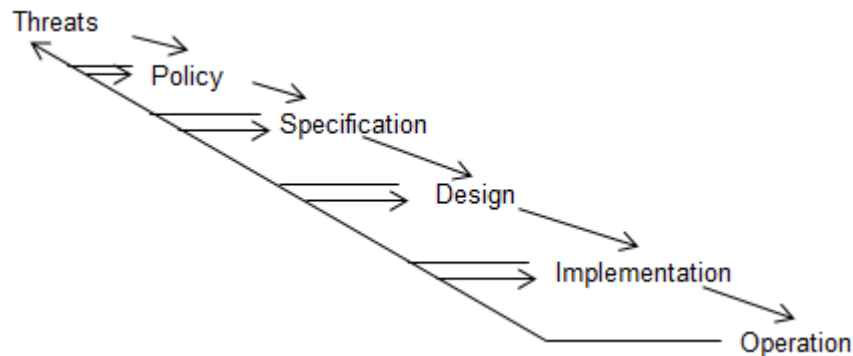 Threats
Policy
Specification
Design
Implementation
Operation